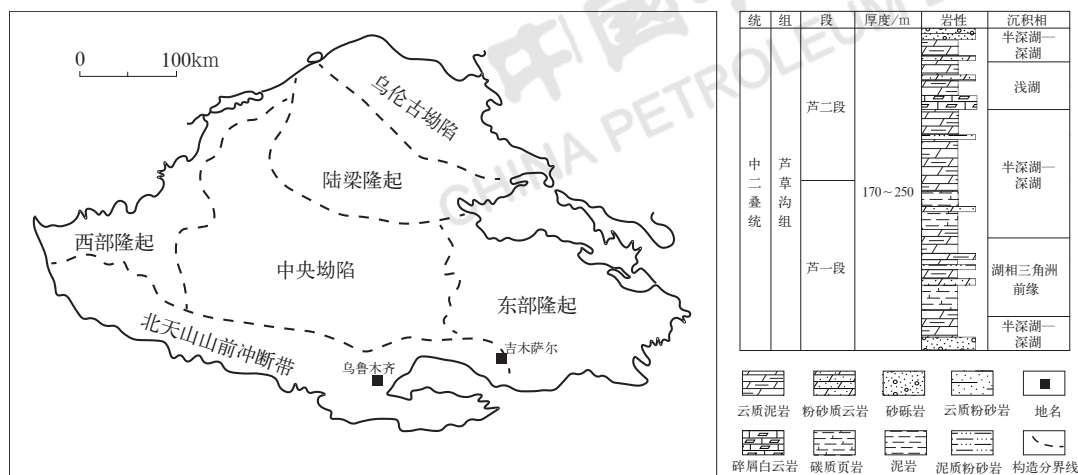 0 100km
乌伦古坳陷
陆梁隆起
西部隆起
中央坳陷
东部隆起
北天山山前冲断带
乌鲁木齐
吉木萨尔
统 组 段 厚度/m 岩性 沉积相
中二叠统
芦草沟组
芦二段
芦一段
170~250
半深湖—
深湖
浅湖
半深湖—
深湖
湖相三角洲
前缘
半深湖—
深湖
云质泥岩 粉砂质云岩 砂砾岩 云质粉砂岩 地名
碎屑白云岩 碳质页岩 泥岩 泥质粉砂岩 构造分界线
中国
CHINA PETROLEUM E